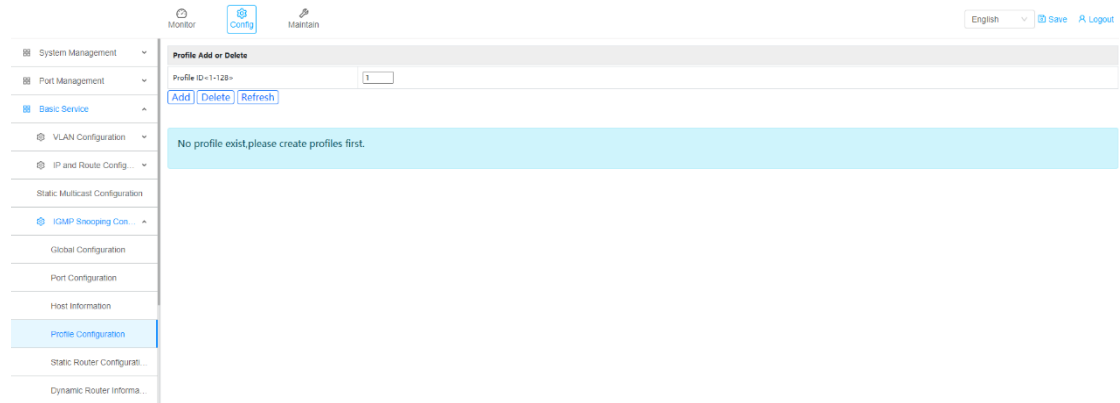 Monitor
Config
Maintain
English
Save
Logout
System Management
Port Management
Basic Service
VLAN Configuration
IP and Route Config...
Static Multicast Configuration
IGMP Snooping Con...
Global Configuration
Port Configuration
Host Information
Profile Configuration
Static Router Configurati...
Dynamic Router Informa...
Profile Add or Delete
Profile ID<1-128> 1
Add Delete Refresh
No profile exist,please create profiles first.